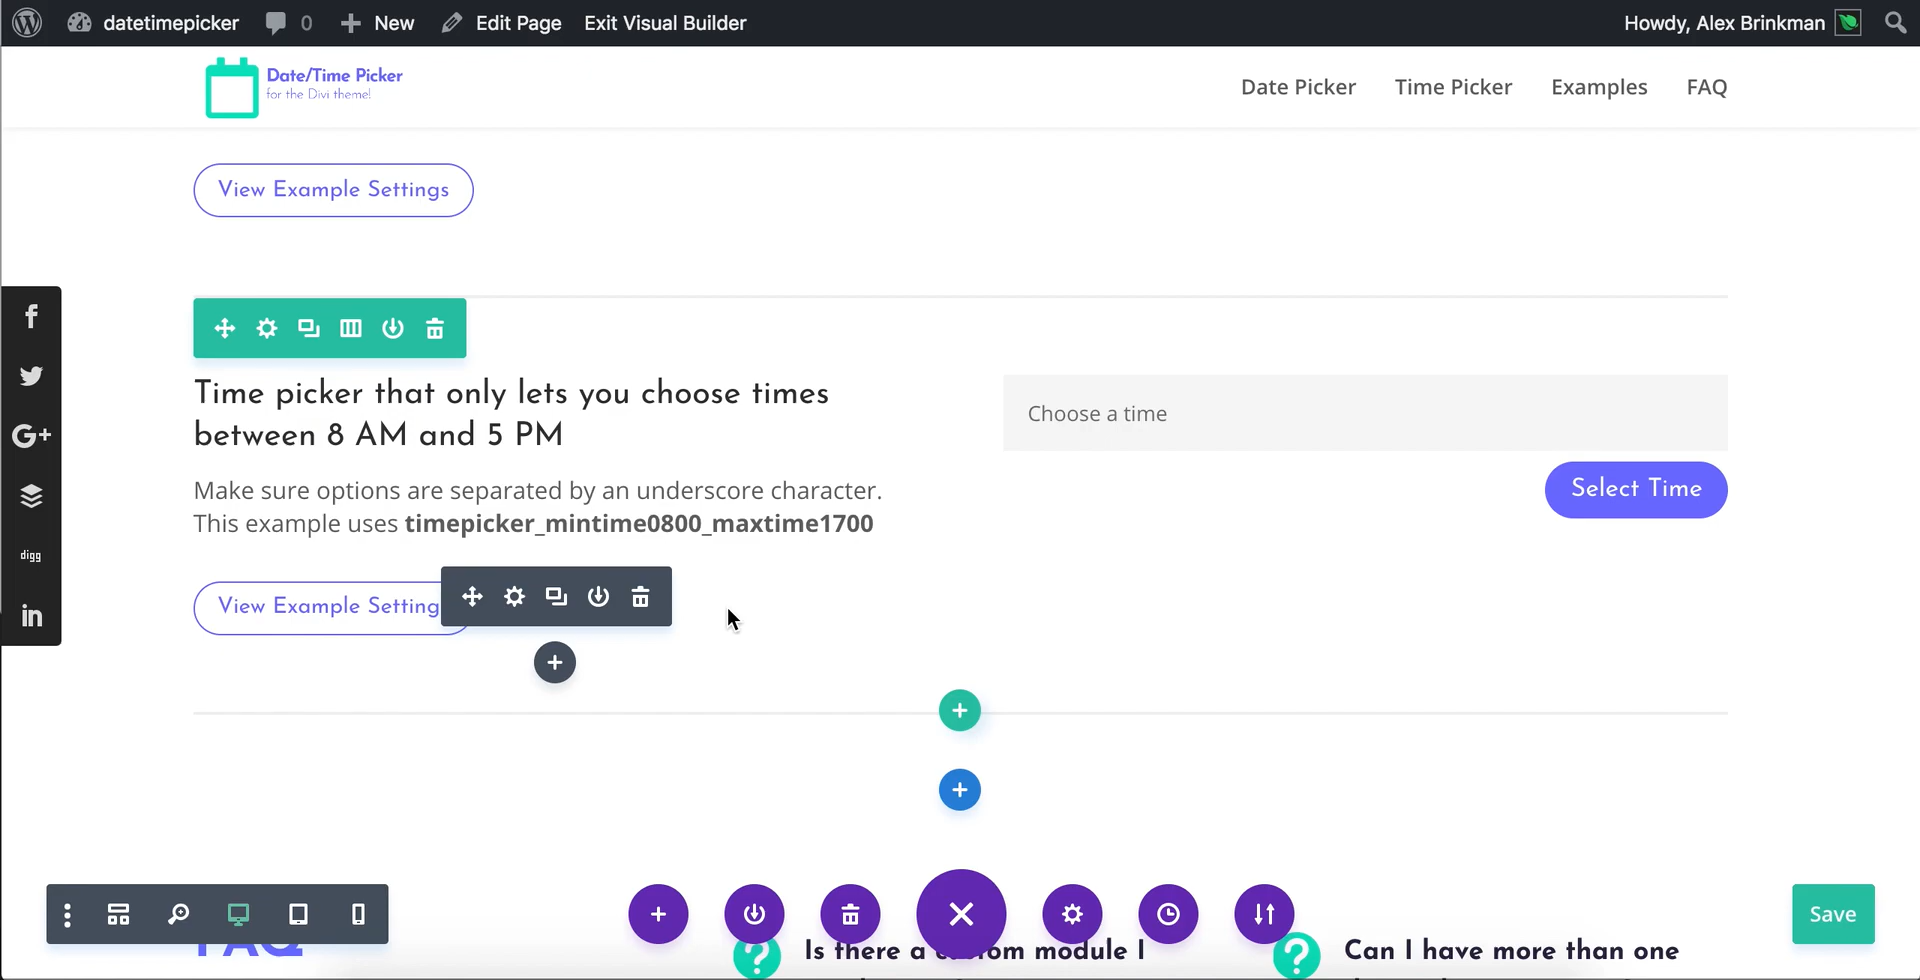 datetimepicker 0 New Edit Page Exit Visual Builder Howdy, Alex Brinkman
Date/Time Picker
for the Divi theme!
Date Picker Time Picker Examples FAQ
View Example Settings
Time picker that only lets you choose times
between 8 AM and 5 PM
Choose a time
Make sure options are separated by an underscore character.
This example uses timepicker_mintime0800_maxtime1700
Select Time
View Example Setting
G+
digg
in
Save
FAQ
Is there a module I
Can I have more than one